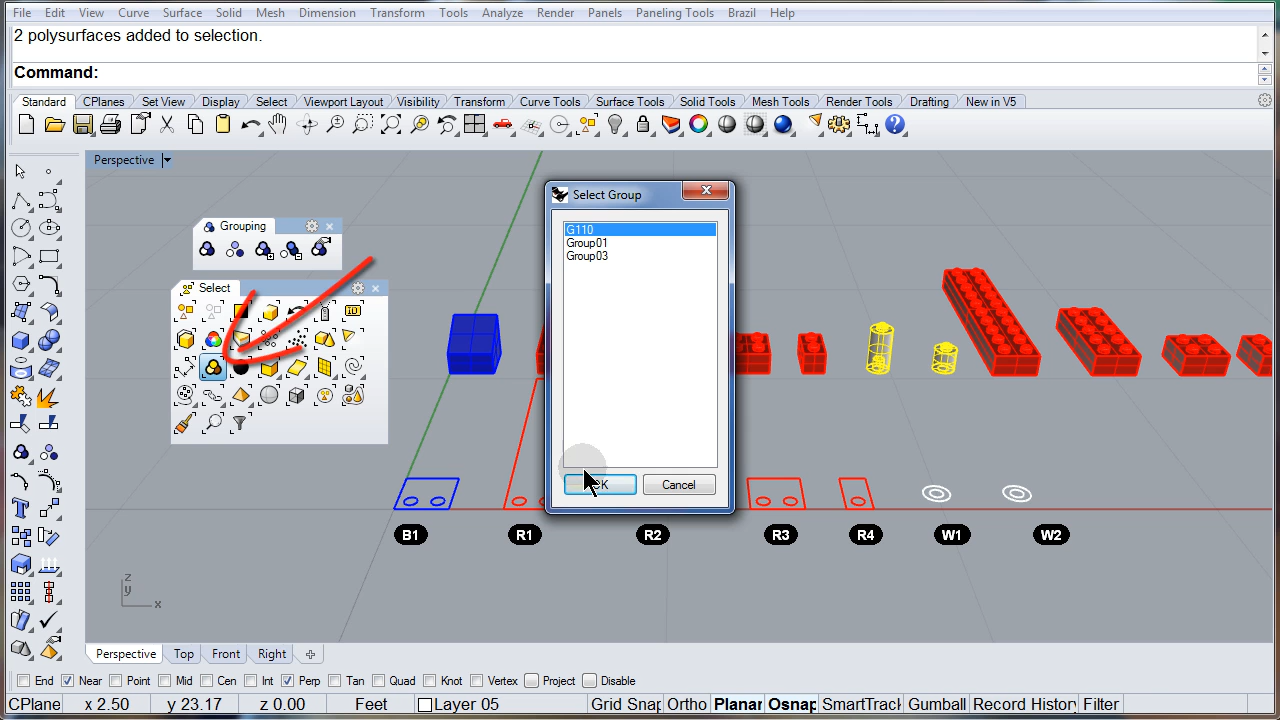 File Edit View Curve Surface Solid Mesh Dimension Transform Tools Analyze Render Panels Paneling Tools Brazil Help
2 polysurfaces added to selection.
Command:
Standard CPlanes Set View Display Select Viewport Layout Visibility Transform Curve Tools Surface Tools Solid Tools Mesh Tools Render Tools Drafting New in V5
Perspective
Select Group
Grouping
G110
Group01
Group03
Select
ID
OK Cancel
B1 R1 R2 R3 R4 W1 W2
z
y
x
Perspective Top Front Right
End Near Point Mid Cen Int Perp Tan Quad Knot Vertex Project Disable
CPlane x 2.50 y 23.17 z 0.00 Feet Layer 05 Grid Snap Ortho Planar Osnap SmartTrack Gumball Record History Filter